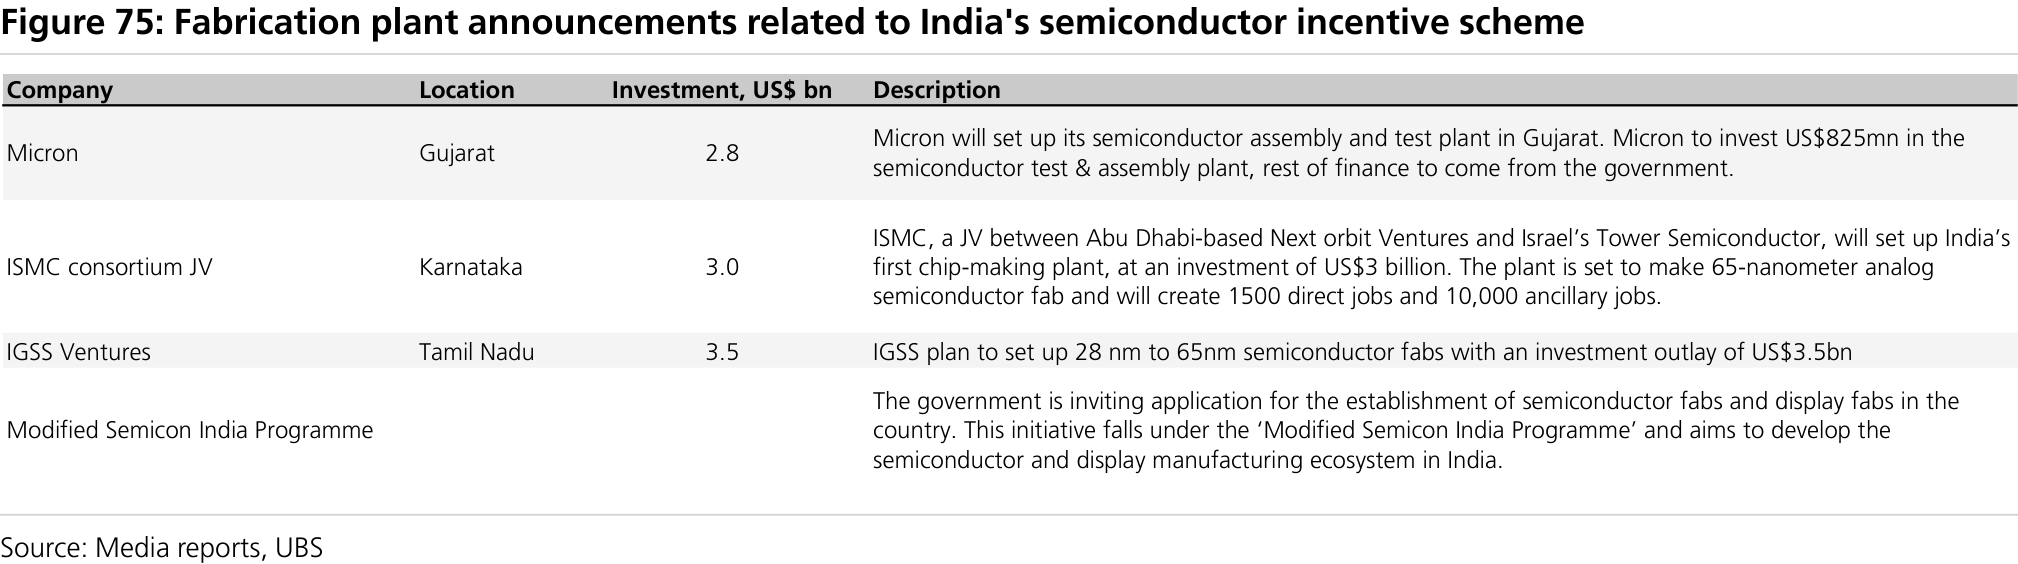 Figure 75: Fabrication plant announcements related to India's semiconductor incentive scheme
Company Location Investment, US$ bn Description
Micron Gujarat 2.8 Micron will set up its semiconductor assembly and test plant in Gujarat. Micron to invest US$825mn in the
semiconductor test & assembly plant, rest of finance to come from the government.
ISMC, a JV between Abu Dhabi-based Next orbit Ventures and Israel’s Tower Semiconductor, will set up India’s
ISMC consortium JV Karnataka 3.0 first chip-making plant, at an investment of US$3 billion. The plant is set to make 65-nanometer analog
semiconductor fab and will create 1500 direct jobs and 10,000 ancillary jobs.
IGSS Ventures Tamil Nadu 3.5 IGSS plan to set up 28 nm to 65nm semiconductor fabs with an investment outlay of US$3.5bn
The government is inviting application for the establishment of semiconductor fabs and display fabs in the
Modified Semicon India Programme country. This initiative falls under the ‘Modified Semicon India Programme’ and aims to develop the
semiconductor and display manufacturing ecosystem in India.
Source: Media reports, UBS